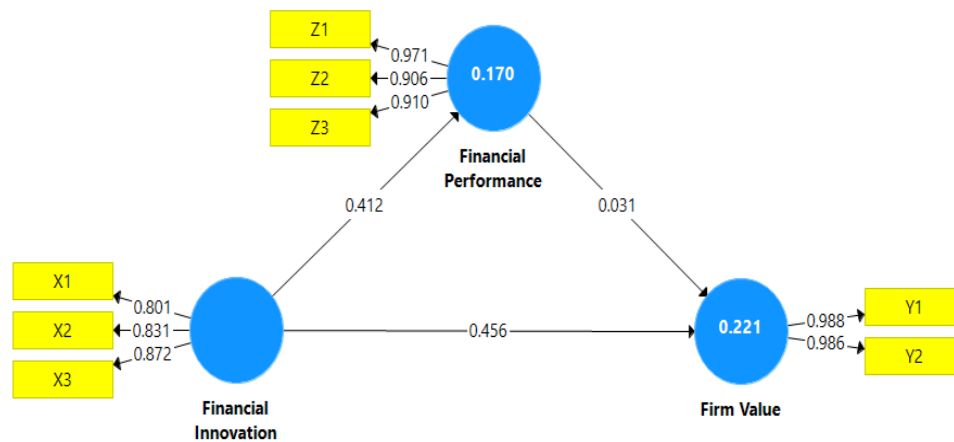 Z1
0.971
0.170
Z2
0.906
0.910
Z3
Financial
Performance
0.412
0.031
X1
0.801
X2
0.831
0.872
X3
0.456
0.221
Y1
0.988
0.986
Y2
Financial
Innovation
Firm Value